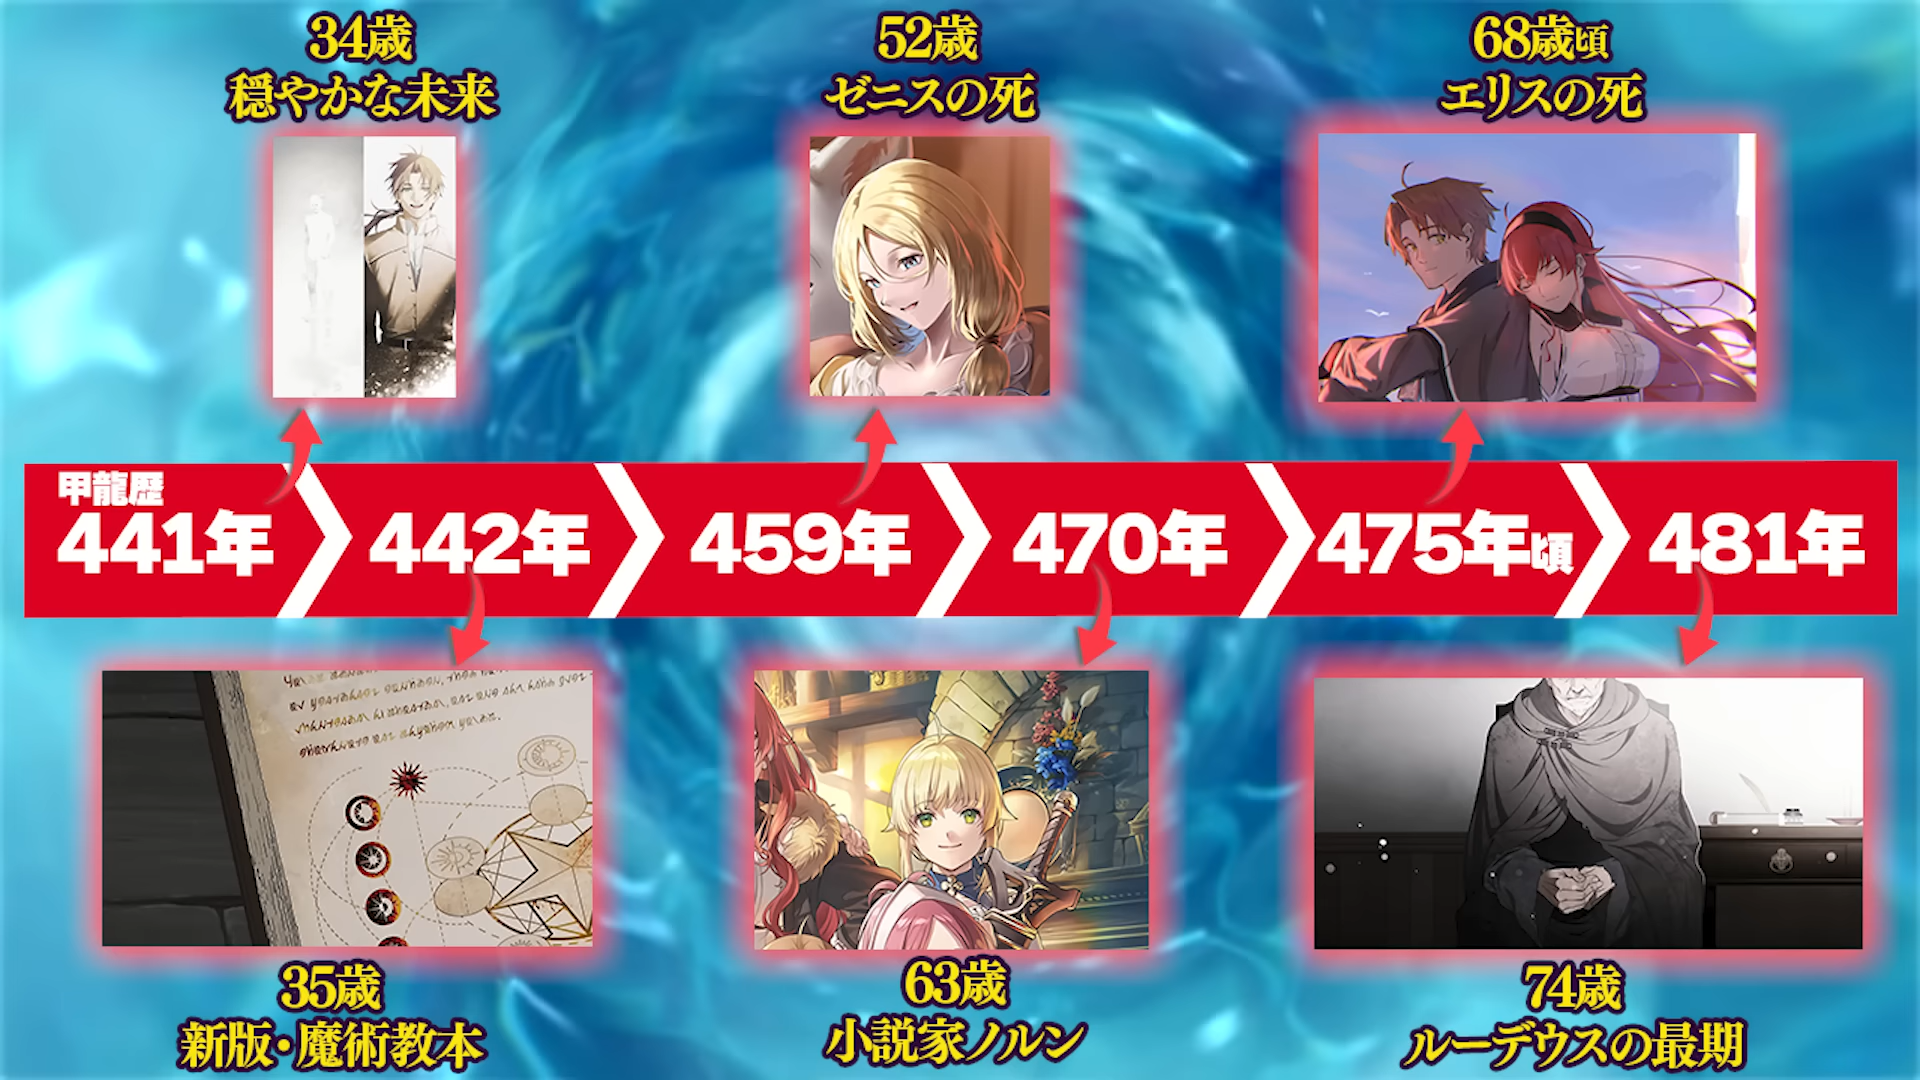 34歳
穏やかな未来
52歳
ゼニスの死
68歳頃
エリスの死
甲龍歴
441年
442年
459年
470年
475年頃
481年
35歳
新版・魔術教本
63歳
小説家ノルン
74歳
ルーデウスの最期